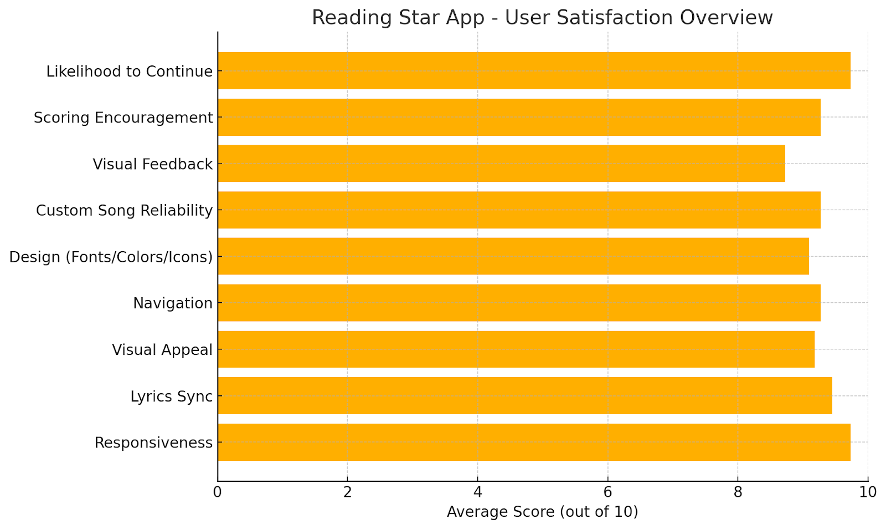 Reading Star App - User Satisfaction Overview
Likelihood to Continue
Scoring Encouragement
Visual Feedback
Custom Song Reliability
Design (Fonts/Colors/Icons)
Navigation
Visual Appeal
Lyrics Sync
Responsiveness
0 2 4 6 8 10
Average Score (out of 10)